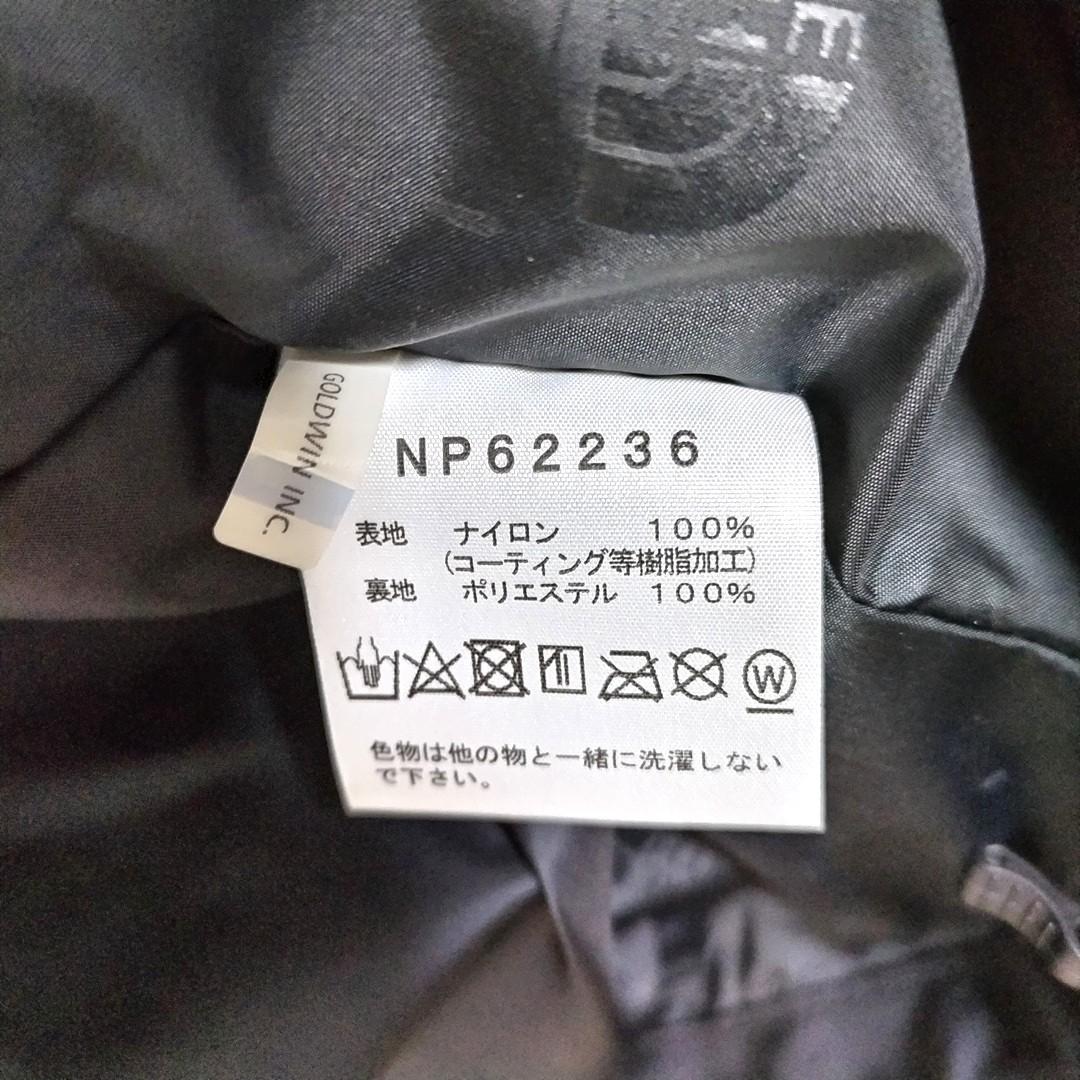 GOLDWIN INC.
NP62236
表地 ナイロン 100%
(コーティング等樹脂加工)
裏地 ポリエステル 100%
W
色物は他の物と一緒に洗濯しない
で下さい。